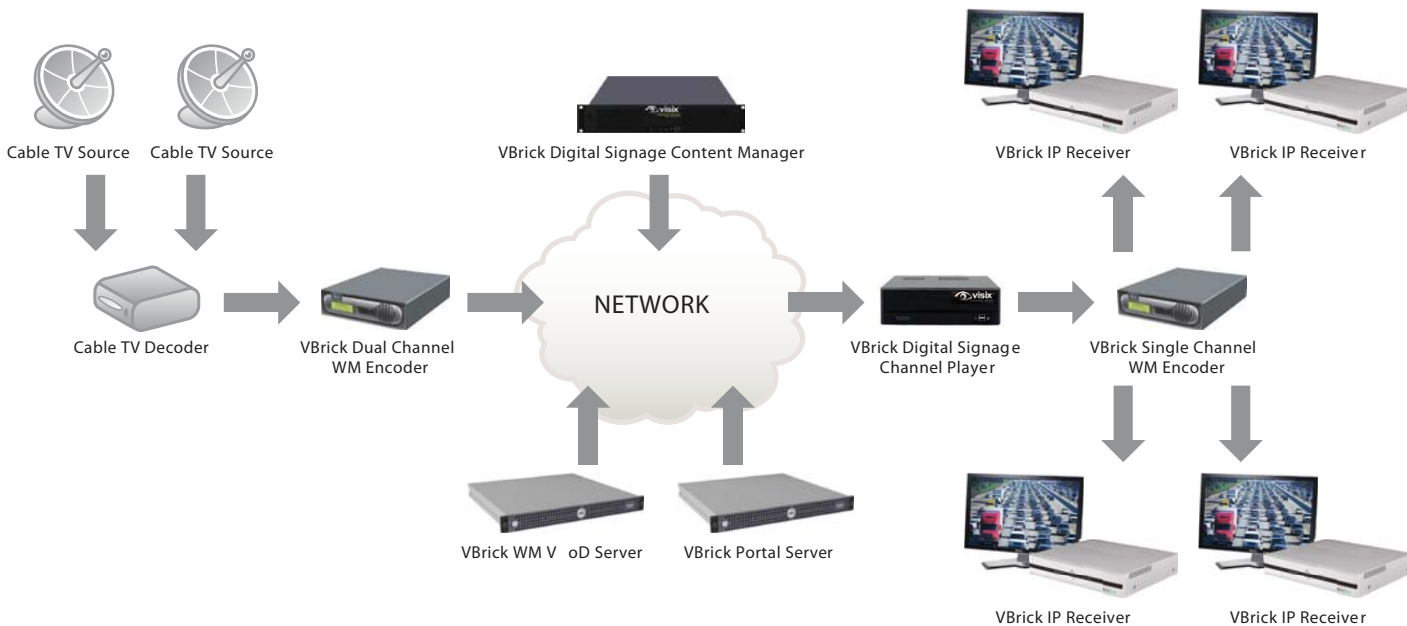 visix
VBrick IP Receiver
VBrick IP Receiver
Cable TV Source
Cable TV Source
VBrick Digital Signage Content Manager
NETWORK
visix
Cable TV Decoder
VBrick Dual Channel
WM Encoder
VBrick Digital Signage
Channel Player
VBrick Single Channel
WM Encoder
VBrick WM V oD Server
VBrick Portal Server
VBrick IP Receiver
VBrick IP Receiver